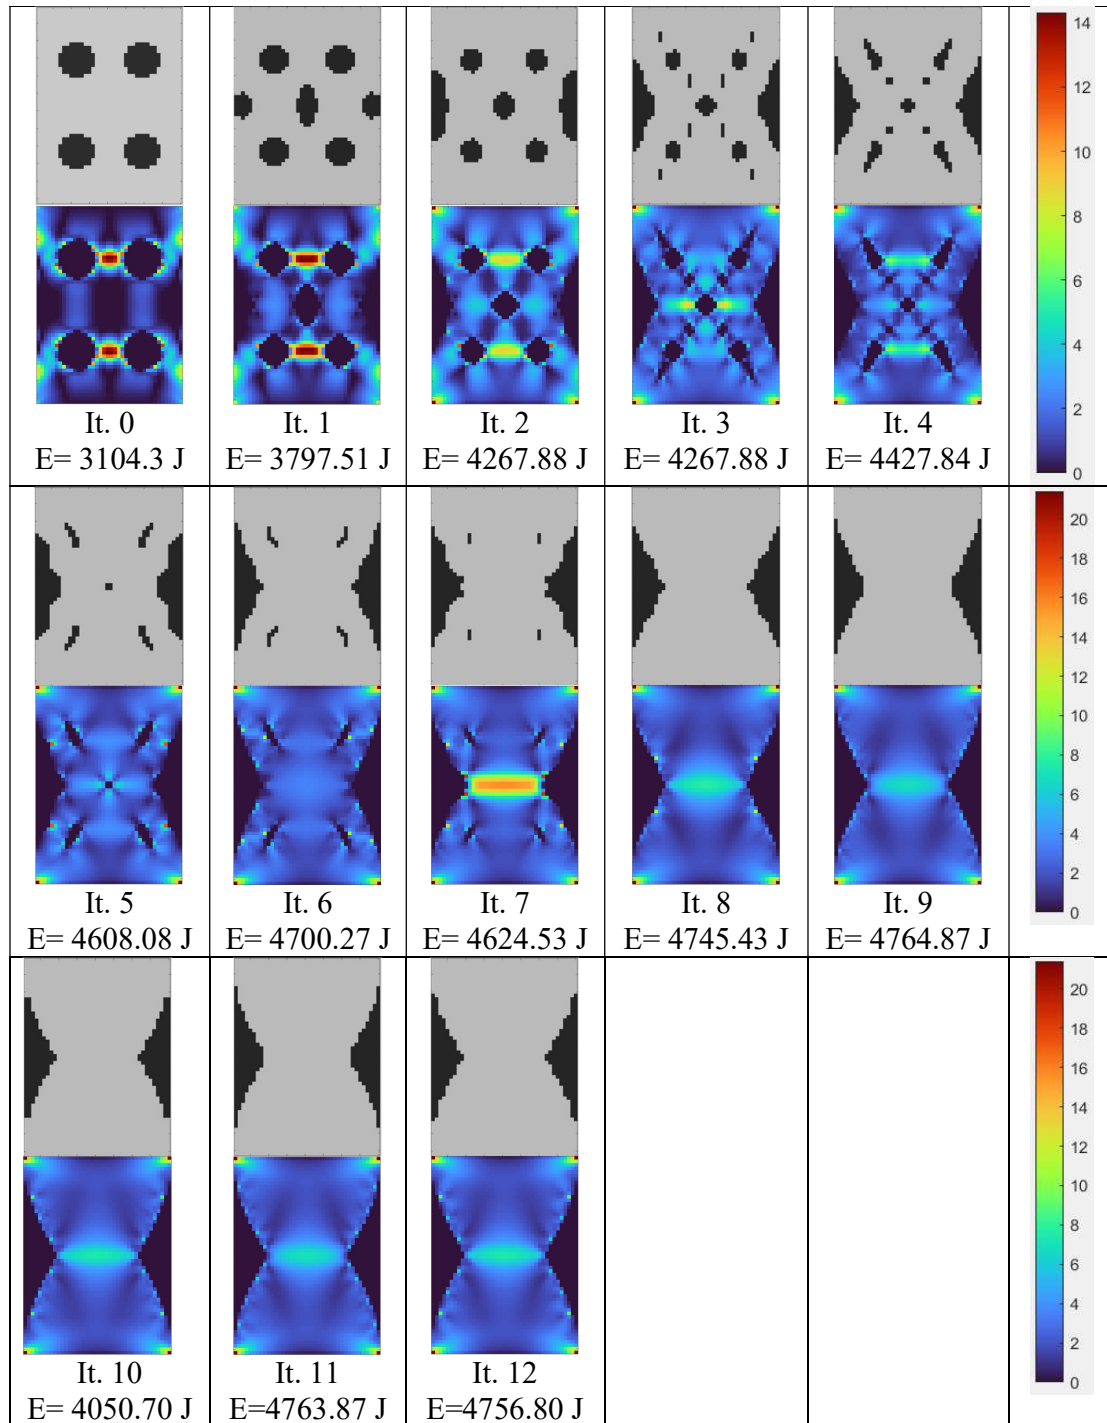 14
12
10
8
6
4
2
0
It. 0
E= 3104.3 J
It. 1
E= 3797.51 J
It. 2
E= 4267.88 J
It. 3
E= 4267.88 J
It. 4
E= 4427.84 J
20
18
16
14
12
10
8
6
4
2
0
It. 5
E= 4608.08 J
It. 6
E= 4700.27 J
It. 7
E= 4624.53 J
It. 8
E= 4745.43 J
It. 9
E= 4764.87 J
20
18
16
14
12
10
8
6
4
2
0
It. 10
E= 4050.70 J
It. 11
E=4763.87 J
It. 12
E=4756.80 J